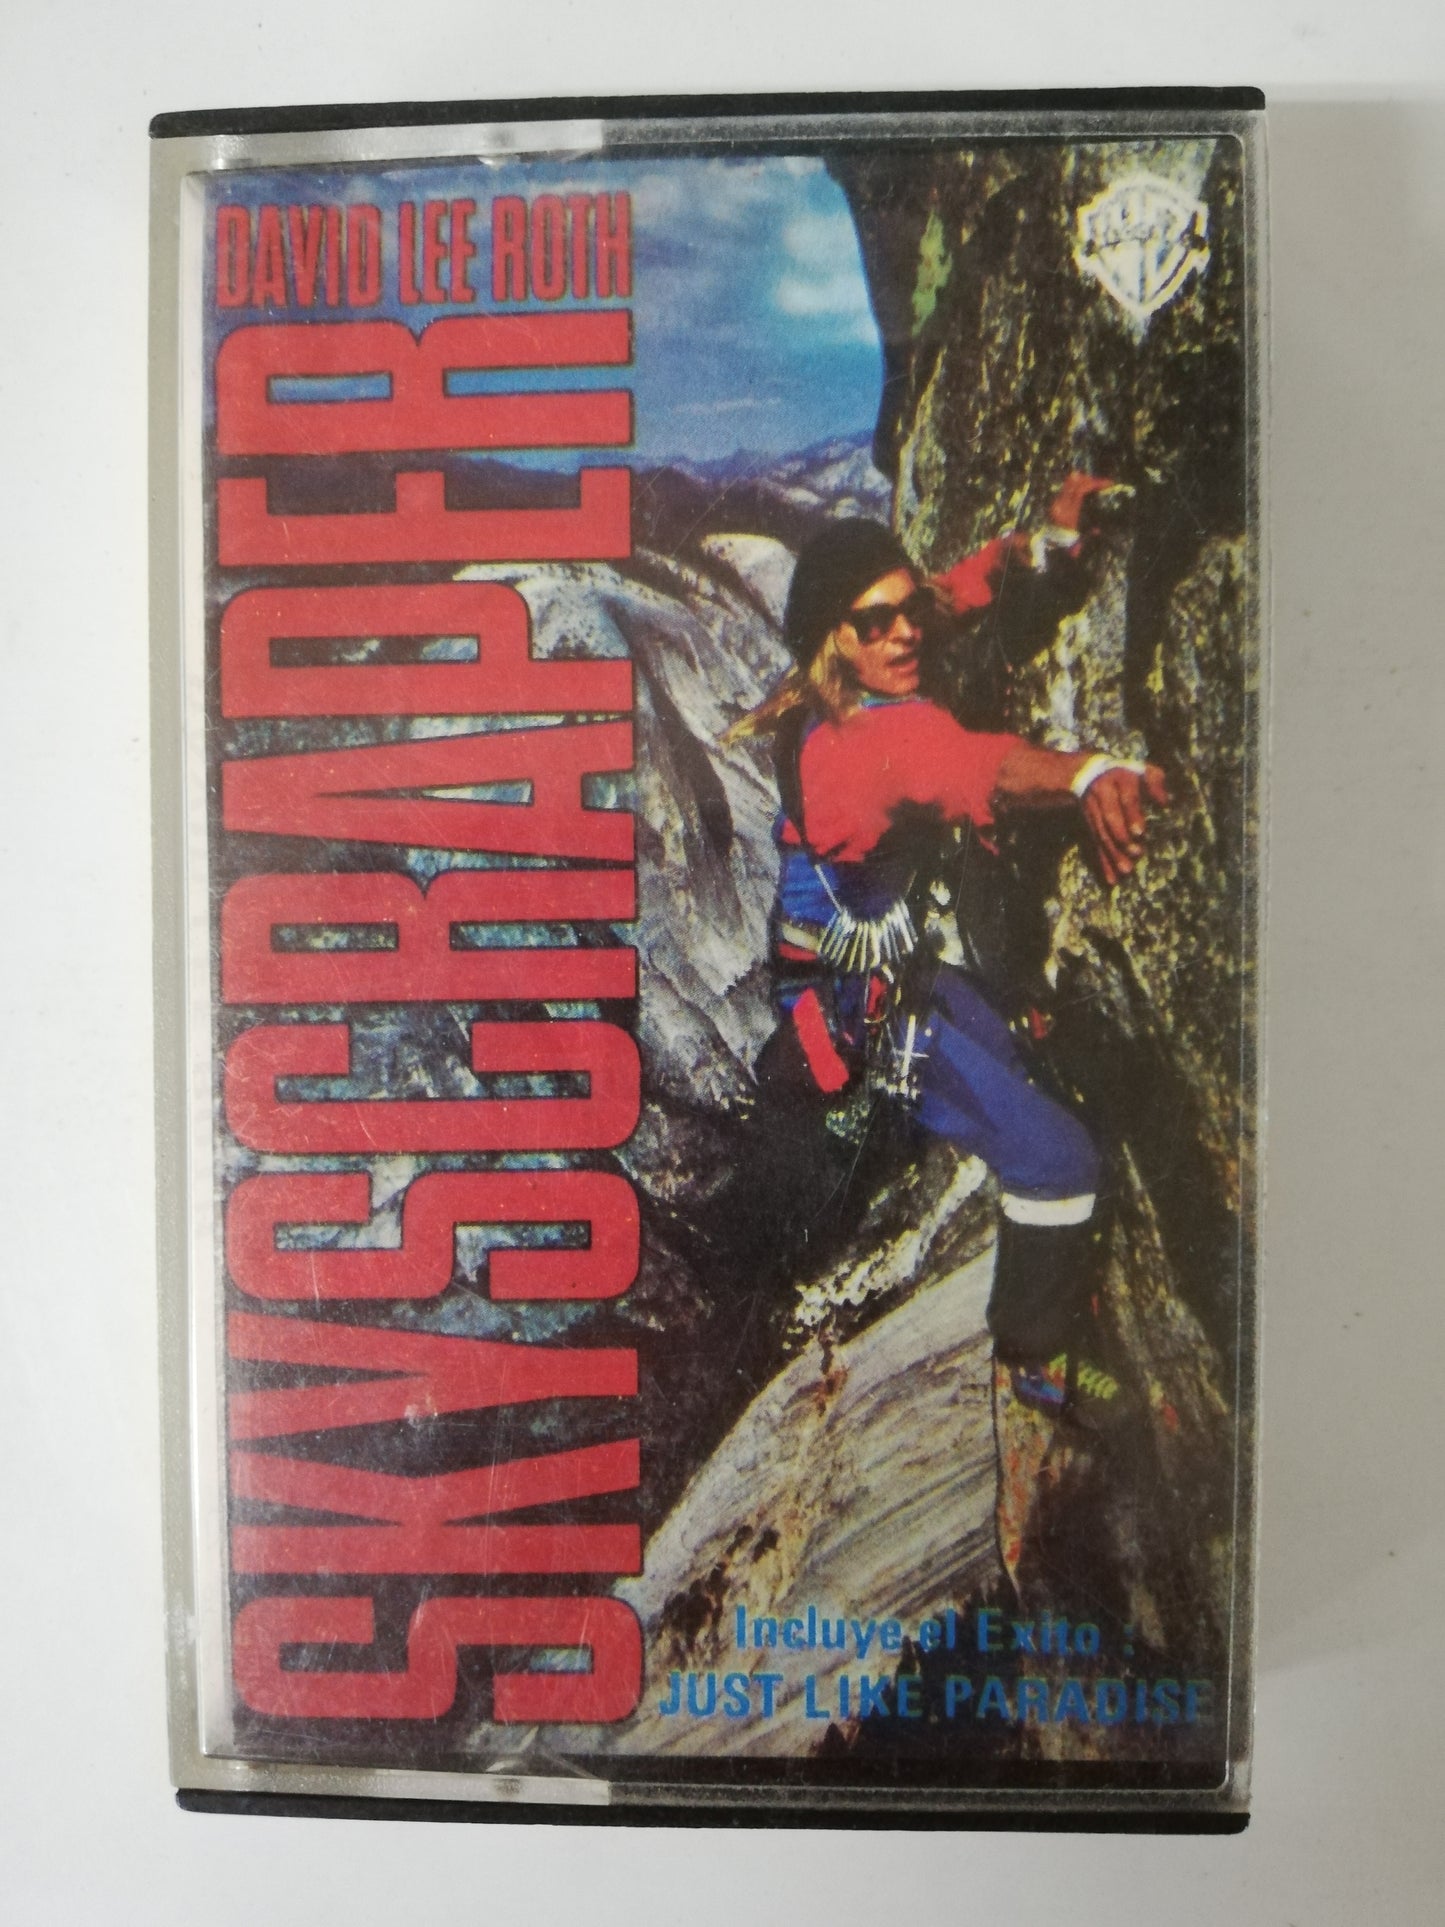 DAVID LEE ROTH
SKYSCRAPER
Incluye el Exito :
JUST LIKE PARADISE